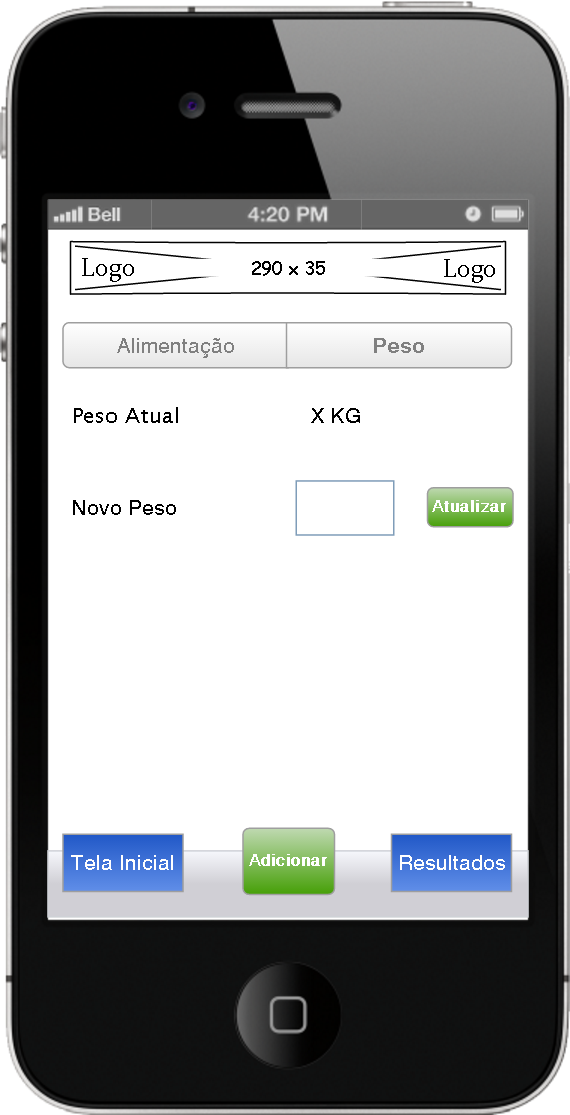 Bell 4:20 PM
Logo 290 x 35 Logo
Alimentação Peso
Peso Atual X KG
Novo Peso Atualizar
Tela Inicial Adicionar Resultados